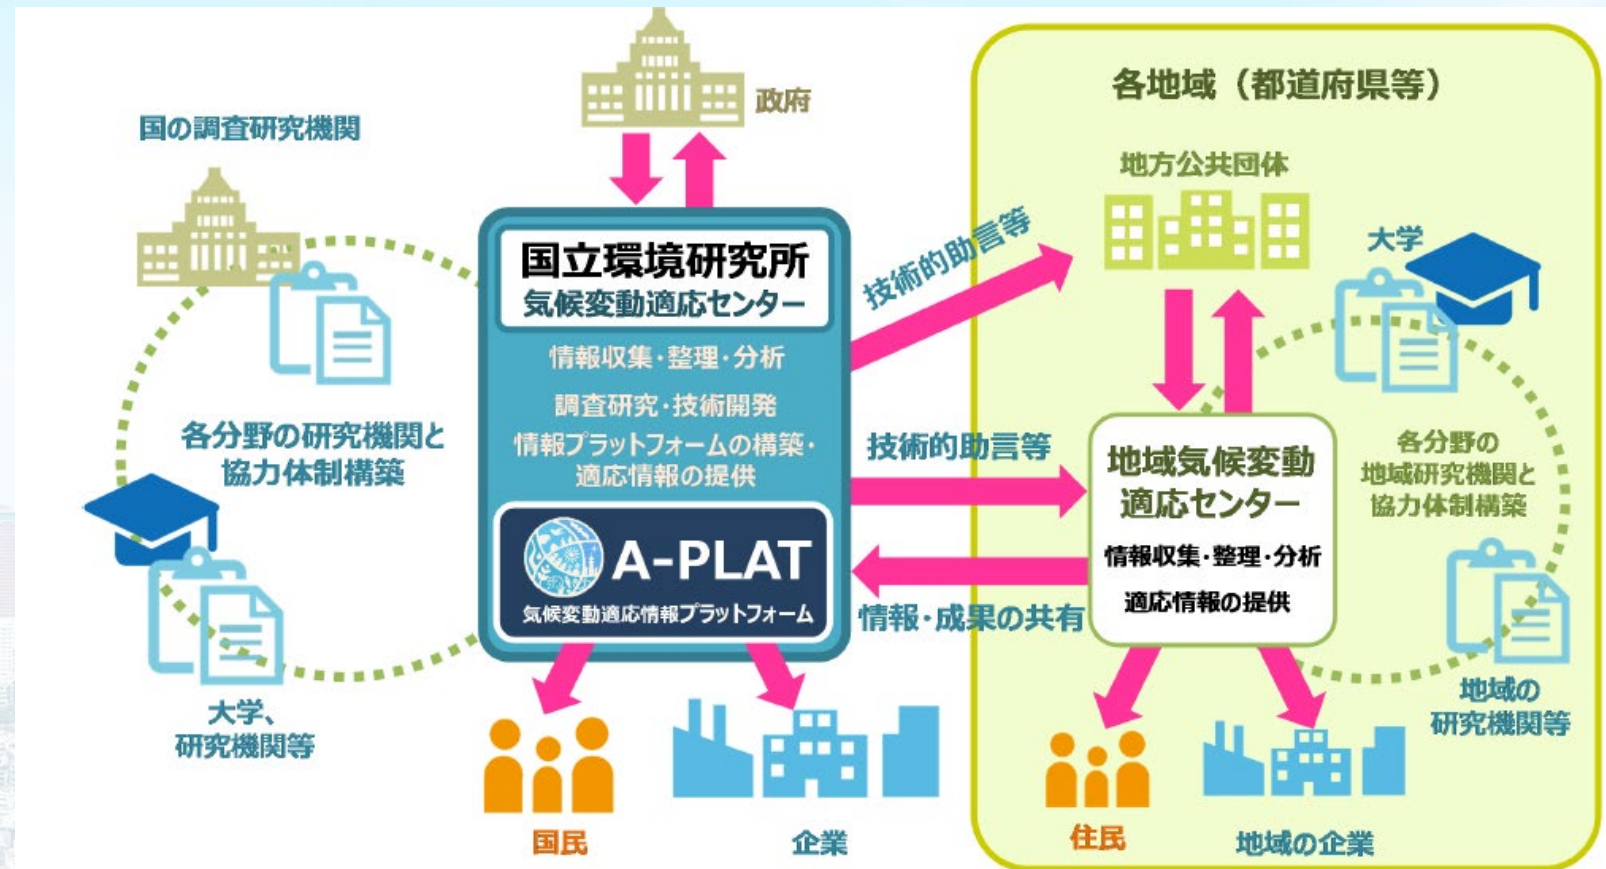 政府
国の調査研究機関
国立環境研究所
気候変動適応センター
情報収集・整理・分析
調査研究・技術開発
情報プラットフォームの構築・
適応情報の提供
A-PLAT
気候変動適応情報プラットフォーム
各分野の研究機関と
協力体制構築
大学、
研究機関等
国民
企業
技術的助言等
技術的助言等
情報・成果の共有
各地域（都道府県等）
地方公共団体
大学
地域気候変動
適応センター
情報収集・整理・分析
適応情報の提供
各分野の
地域研究機関と
協力体制構築
地域の
研究機関等
住民
地域の企業